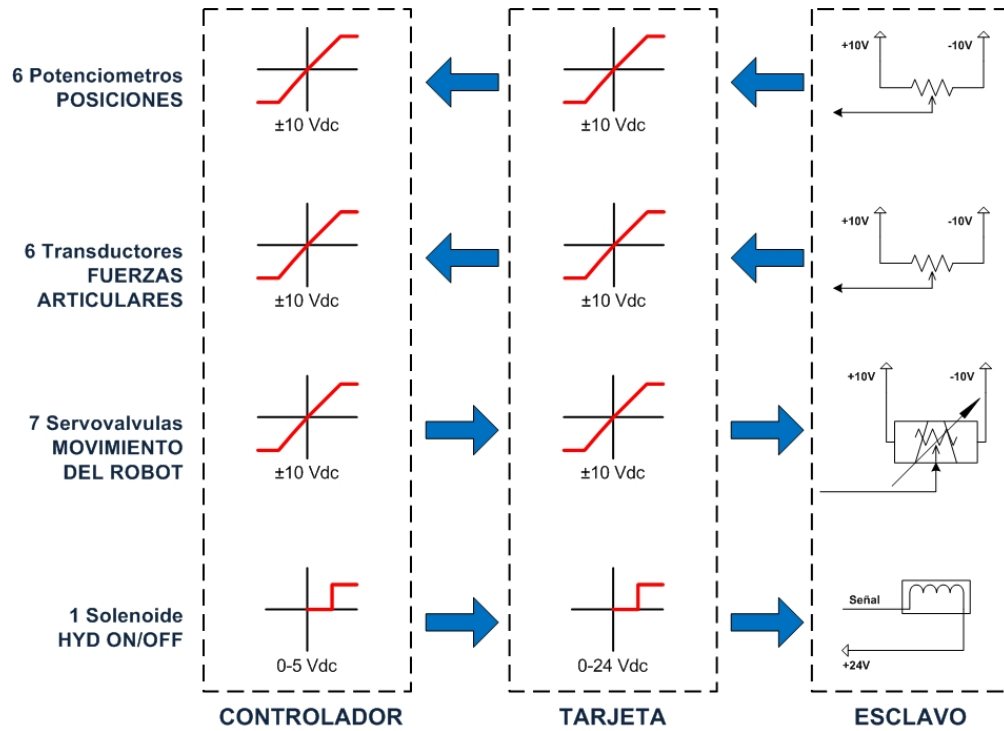 6 Potenciometros
POSICIONES
±10 Vdc
±10 Vdc
+10V
-10V
6 Transductores
FUERZAS
ARTICULARES
±10 Vdc
±10 Vdc
+10V
-10V
7 Servovalvulas
MOVIMIENTO
DEL ROBOT
±10 Vdc
±10 Vdc
+10V
-10V
1 Solenoide
HYD ON/OFF
0-5 Vdc
0-24 Vdc
Señal
+24V
CONTROLADOR
TARJETA
ESCLAVO